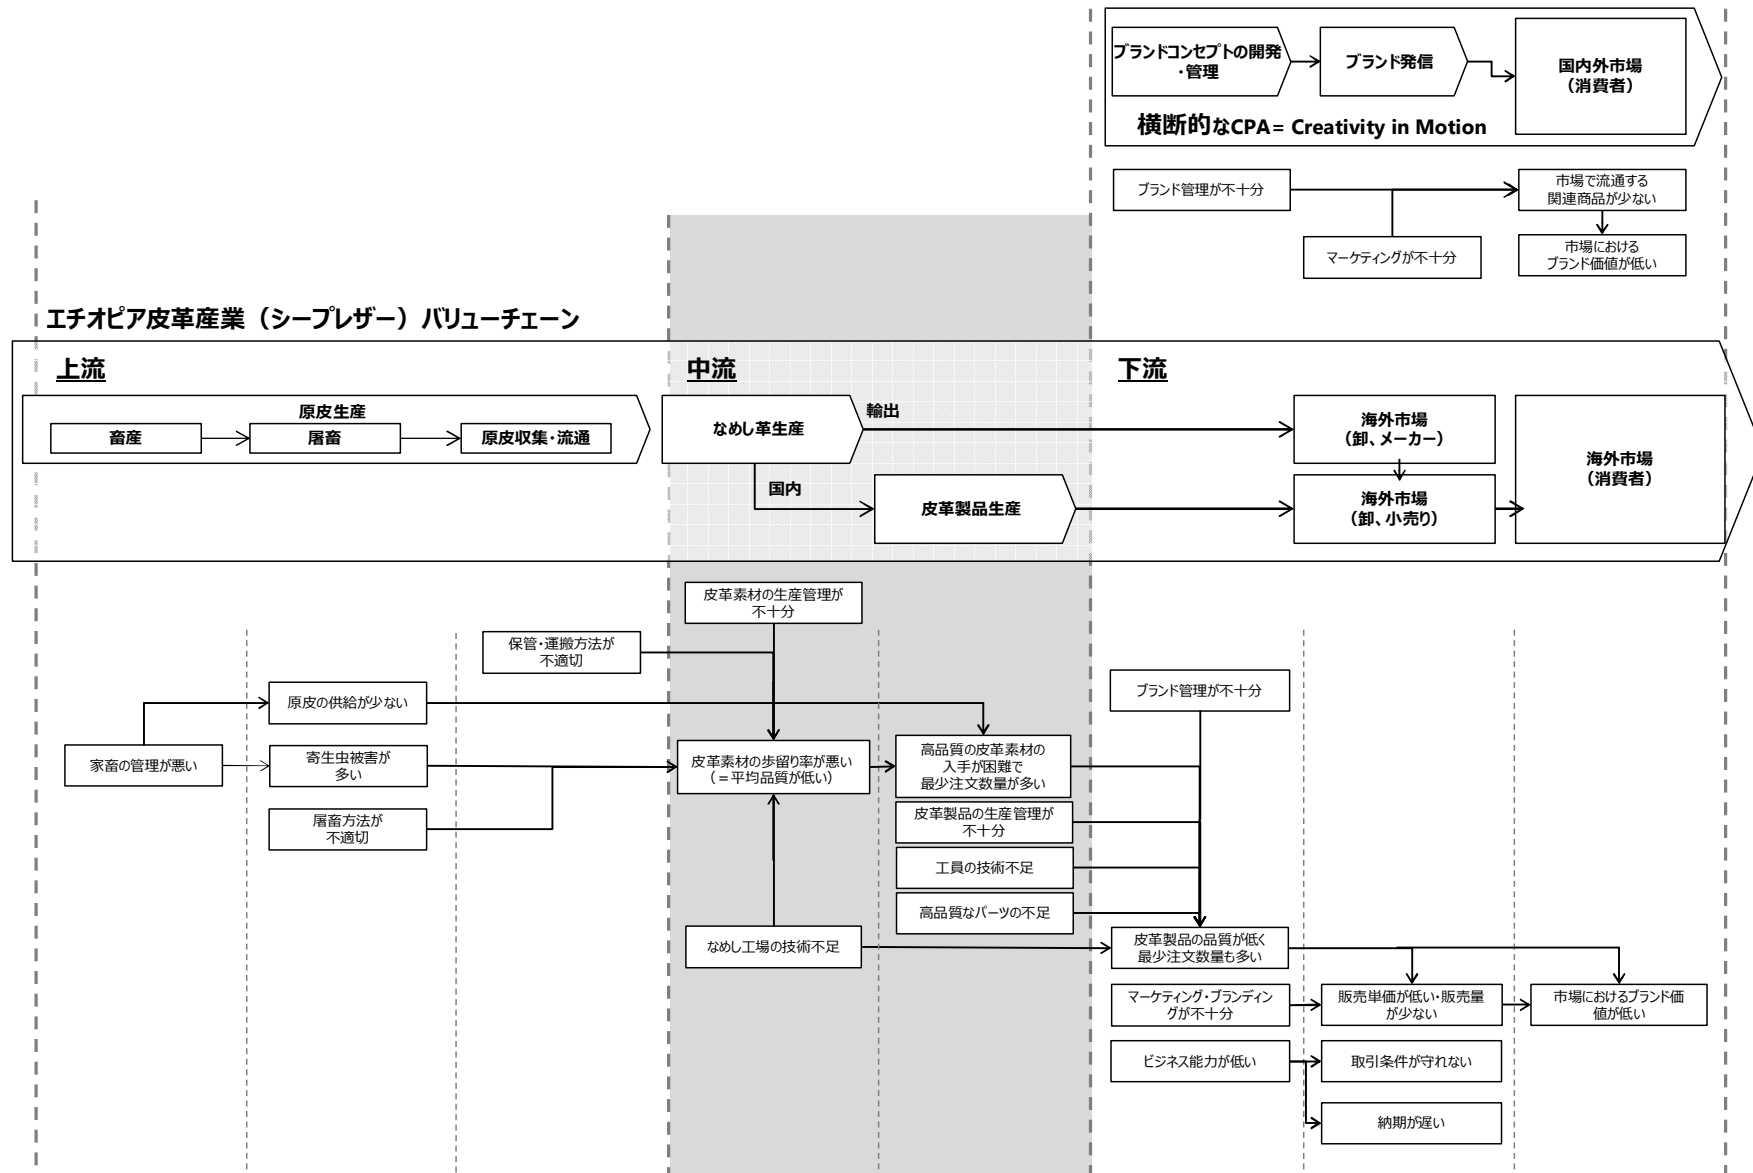 ブランドコンセプトの開発
・管理
ブランド発信
国内外市場
(消費者)
横断的なCPA= Creativity in Motion
ブランド管理が不十分
市場で流通する
関連商品が少ない
マーケティングが不十分
市場における
ブランド価値が低い
エチオピア皮革産業（シープレザー）バリューチェーン
上流
中流
下流
原皮生産
畜産
屠畜
原皮収集・流通
なめし革生産
輸出
国内
皮革製品生産
海外市場
(卸、メーカー)
海外市場
(卸、小売り)
海外市場
(消費者)
皮革素材の生産管理が
不十分
保管・運搬方法が
不適切
ブランド管理が不十分
原皮の供給が少ない
家畜の管理が悪い
寄生虫被害が
多い
皮革素材の歩留り率が悪い
(＝平均品質が低い)
高品質の皮革素材の
入手が困難で
最少注文数量が多い
屠畜方法が
不適切
皮革製品の生産管理が
不十分
工員の技術不足
高品質なパーツの不足
なめし工場の技術不足
皮革製品の品質が低く
最少注文数量も多い
マーケティング・ブランディン
グが不十分
販売単価が低い・販売量
が少ない
市場におけるブランド価
値が低い
ビジネス能力が低い
取引条件が守れない
納期が遅い